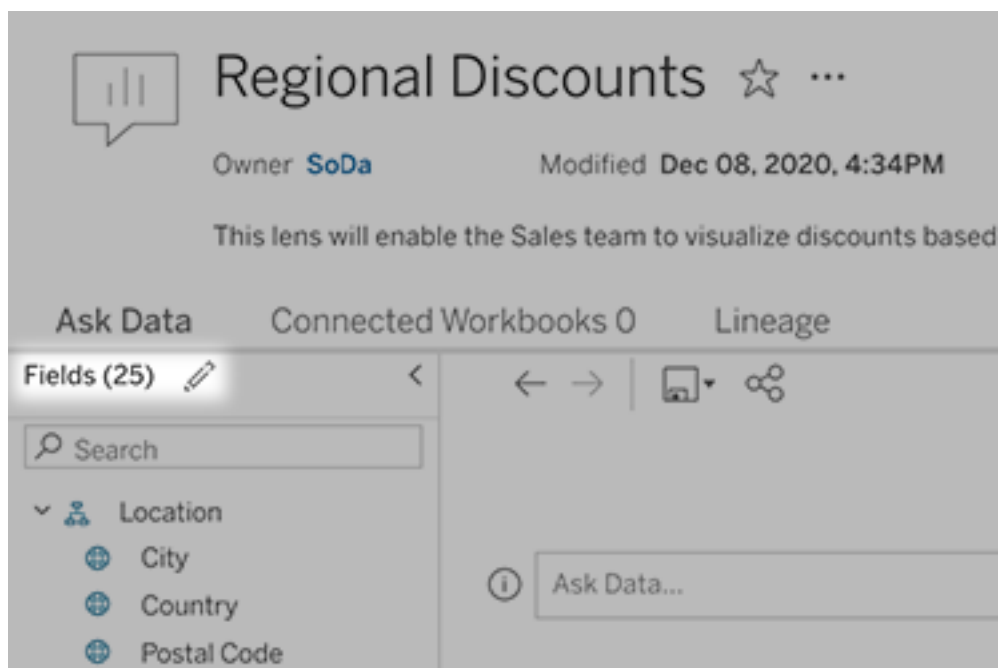 Regional Discounts
Owner SoDa Modified Dec 08, 2020, 4:34PM
This lens will enable the Sales team to visualize discounts based
Ask Data Connected Workbooks 0 Lineage
Fields (25)
Search
Location
City
Ask Data...
Country
Postal Code